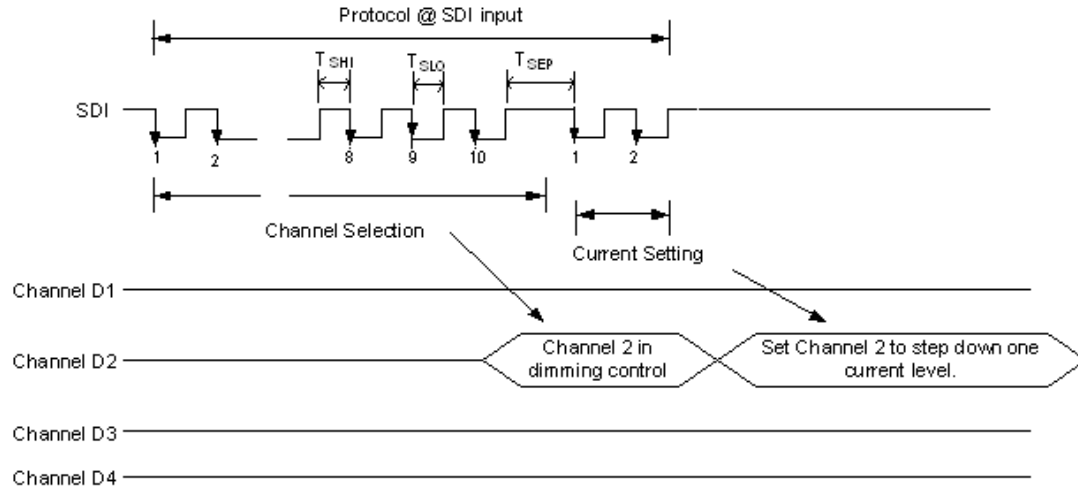 Protocol @ SDI input
T SHI T SLO T SEP
SDI
1 2 8 9 10 1 2
Channel Selection
Current Setting
Channel D1
Channel D2
Channel 2 in
dimming control
Set Channel 2 to step down one
current level.
Channel D3
Channel D4